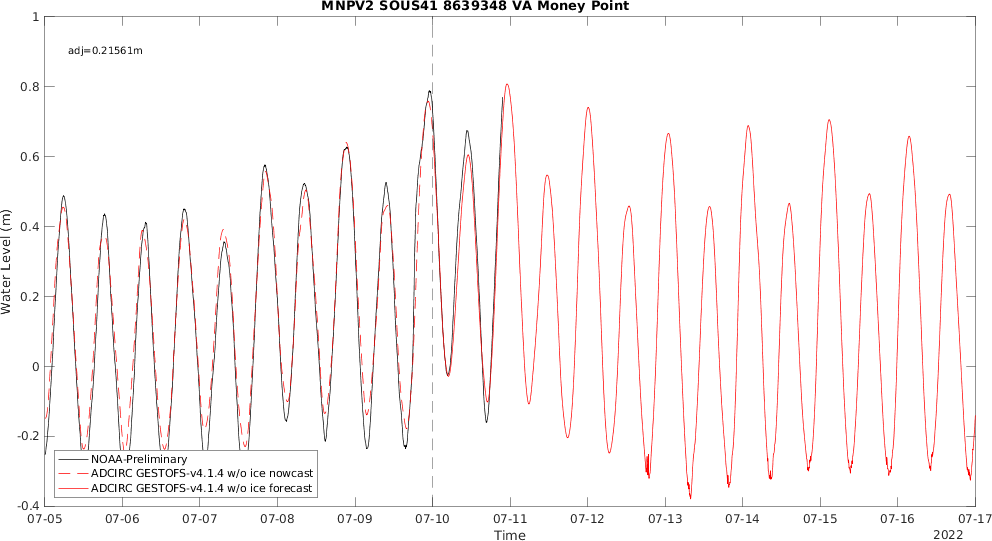 MNPV2 SOUS41 8639348 VA Money Point
adj=0.21561m
1
0.8
0.6
0.4
0.2
0
-0.2
-0.4
Water Level (m)
NOAA-Preliminary
ADCIRC GESTOFS-v4.1.4 w/o ice nowcast
ADCIRC GESTOFS-v4.1.4 w/o ice forecast
07-05 07-06 07-07 07-08 07-09 07-10 07-11 07-12 07-13 07-14 07-15 07-16 07-17
Time
2022